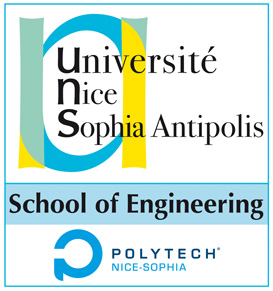 Université
Nice
Sophia Antipolis
School of Engineering
POLYTECH®
NICE-SOPHIA